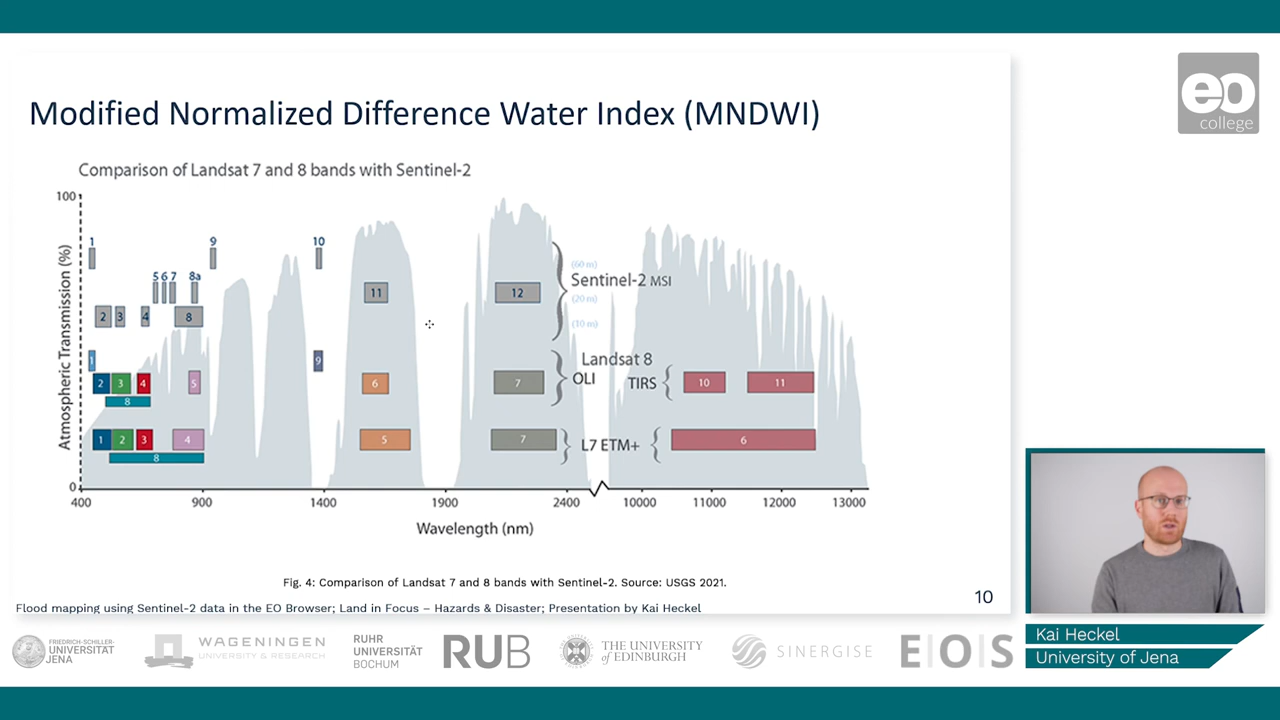 eo
college
Modified Normalized Difference Water Index (MNDWI)
Comparison of Landsat 7 and 8 bands with Sentinel-2
Atmospheric Transmission (%)
100
0
1 9 10
5 6 7 8a
2 3 4 8 11 12
(60 m)
Sentinel-2 MSI
(20 m)
(10 m)
1 9
2 3 4 5 6 7
8
Landsat 8
OLI
TIRS
10 11
1 2 3 4 5 7
8
L7 ETM+
6
400 900 1400 1900 2400 10000 11000 12000 13000
Wavelength (nm)
Fig. 4: Comparison of Landsat 7 and 8 bands with Sentinel-2. Source: USGS 2021.
10
Flood mapping using Sentinel-2 data in the EO Browser; Land in Focus – Hazards & Disaster; Presentation by Kai Heckel
Kai Heckel
University of Jena
FRIEDRICH-SCHILLER-
UNIVERSITÄT
JENA
WAGENINGEN
UNIVERSITY & RESEARCH
RUHR
UNIVERSITÄT
BOCHUM
RUB
THE UNIVERSITY
of EDINBURGH
SINERGISE
E|O|S